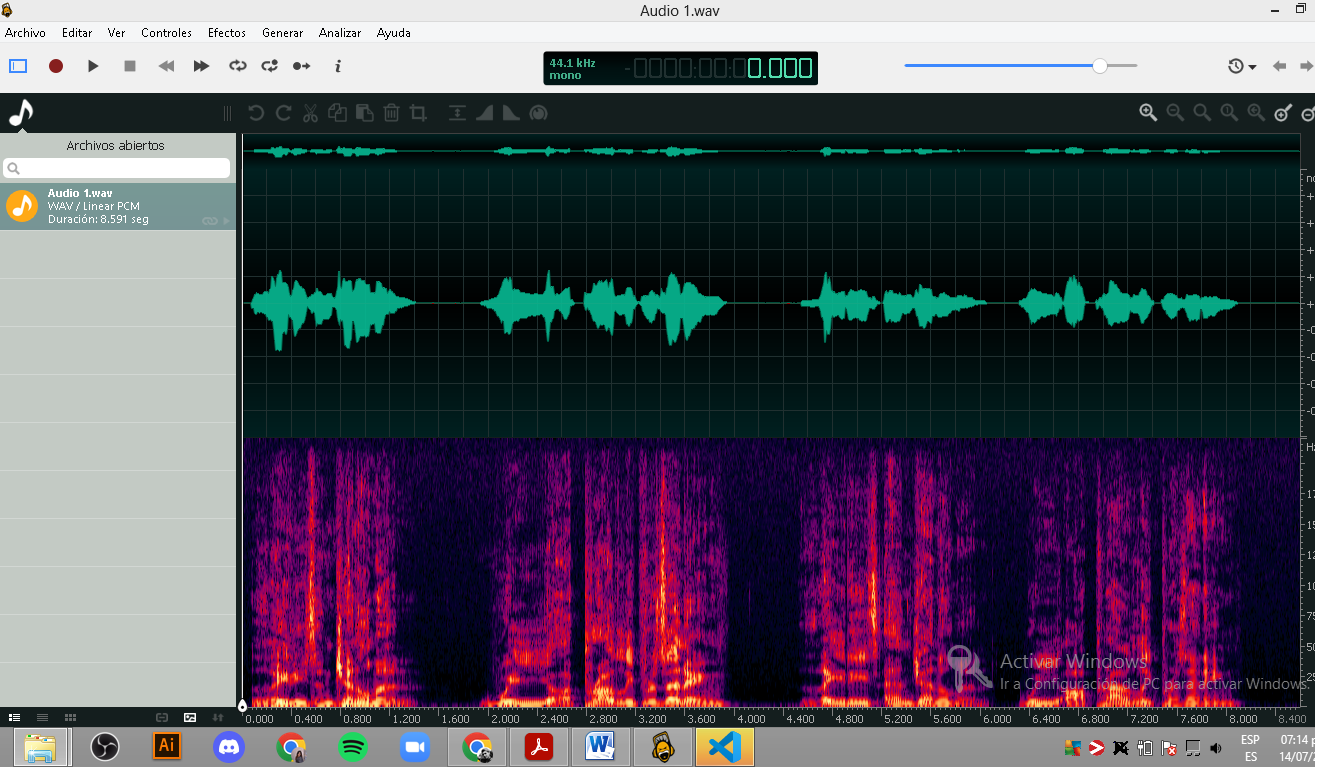 Audio 1.wav
Archivo Editar Ver Controles Efectos Generar Analizar Ayuda
44.1 kHz
mono
0.000
Archivos abiertos
Audio 1.wav
WAV / Linear PCM
Duración: 8.591 seg
Activar Windows
Ir a Configuración de PC para activar Windows.
0.000 0.400 0.800 1.200 1.600 2.000 2.400 2.800 3.200 3.600 4.000 4.400 4.800 5.200 5.600 6.000 6.400 6.800 7.200 7.600 8.000 8.400
Ai
W
ESP 07:14 p
ES 14/07/2